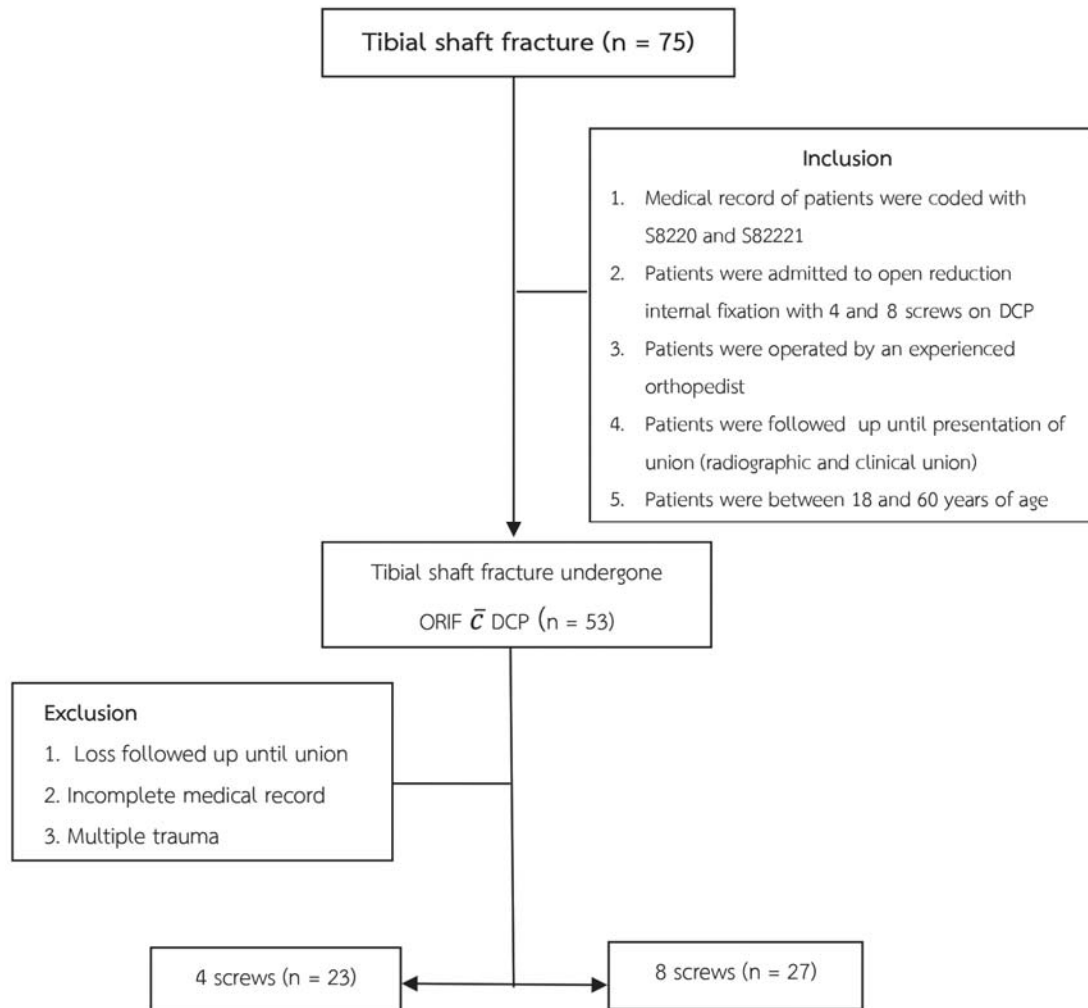 Tibial shaft fracture (n = 75)
Inclusion
1. Medical record of patients were coded with
S8220 and S82221
2. Patients were admitted to open reduction
internal fixation with 4 and 8 screws on DCP
3. Patients were operated by an experienced
orthopedist
4. Patients were followed up until presentation of
union (radiographic and clinical union)
5. Patients were between 18 and 60 years of age
Tibial shaft fracture undergone
ORIF c̄ DCP (n = 53)
Exclusion
1. Loss followed up until union
2. Incomplete medical record
3. Multiple trauma
4 screws (n = 23)
8 screws (n = 27)